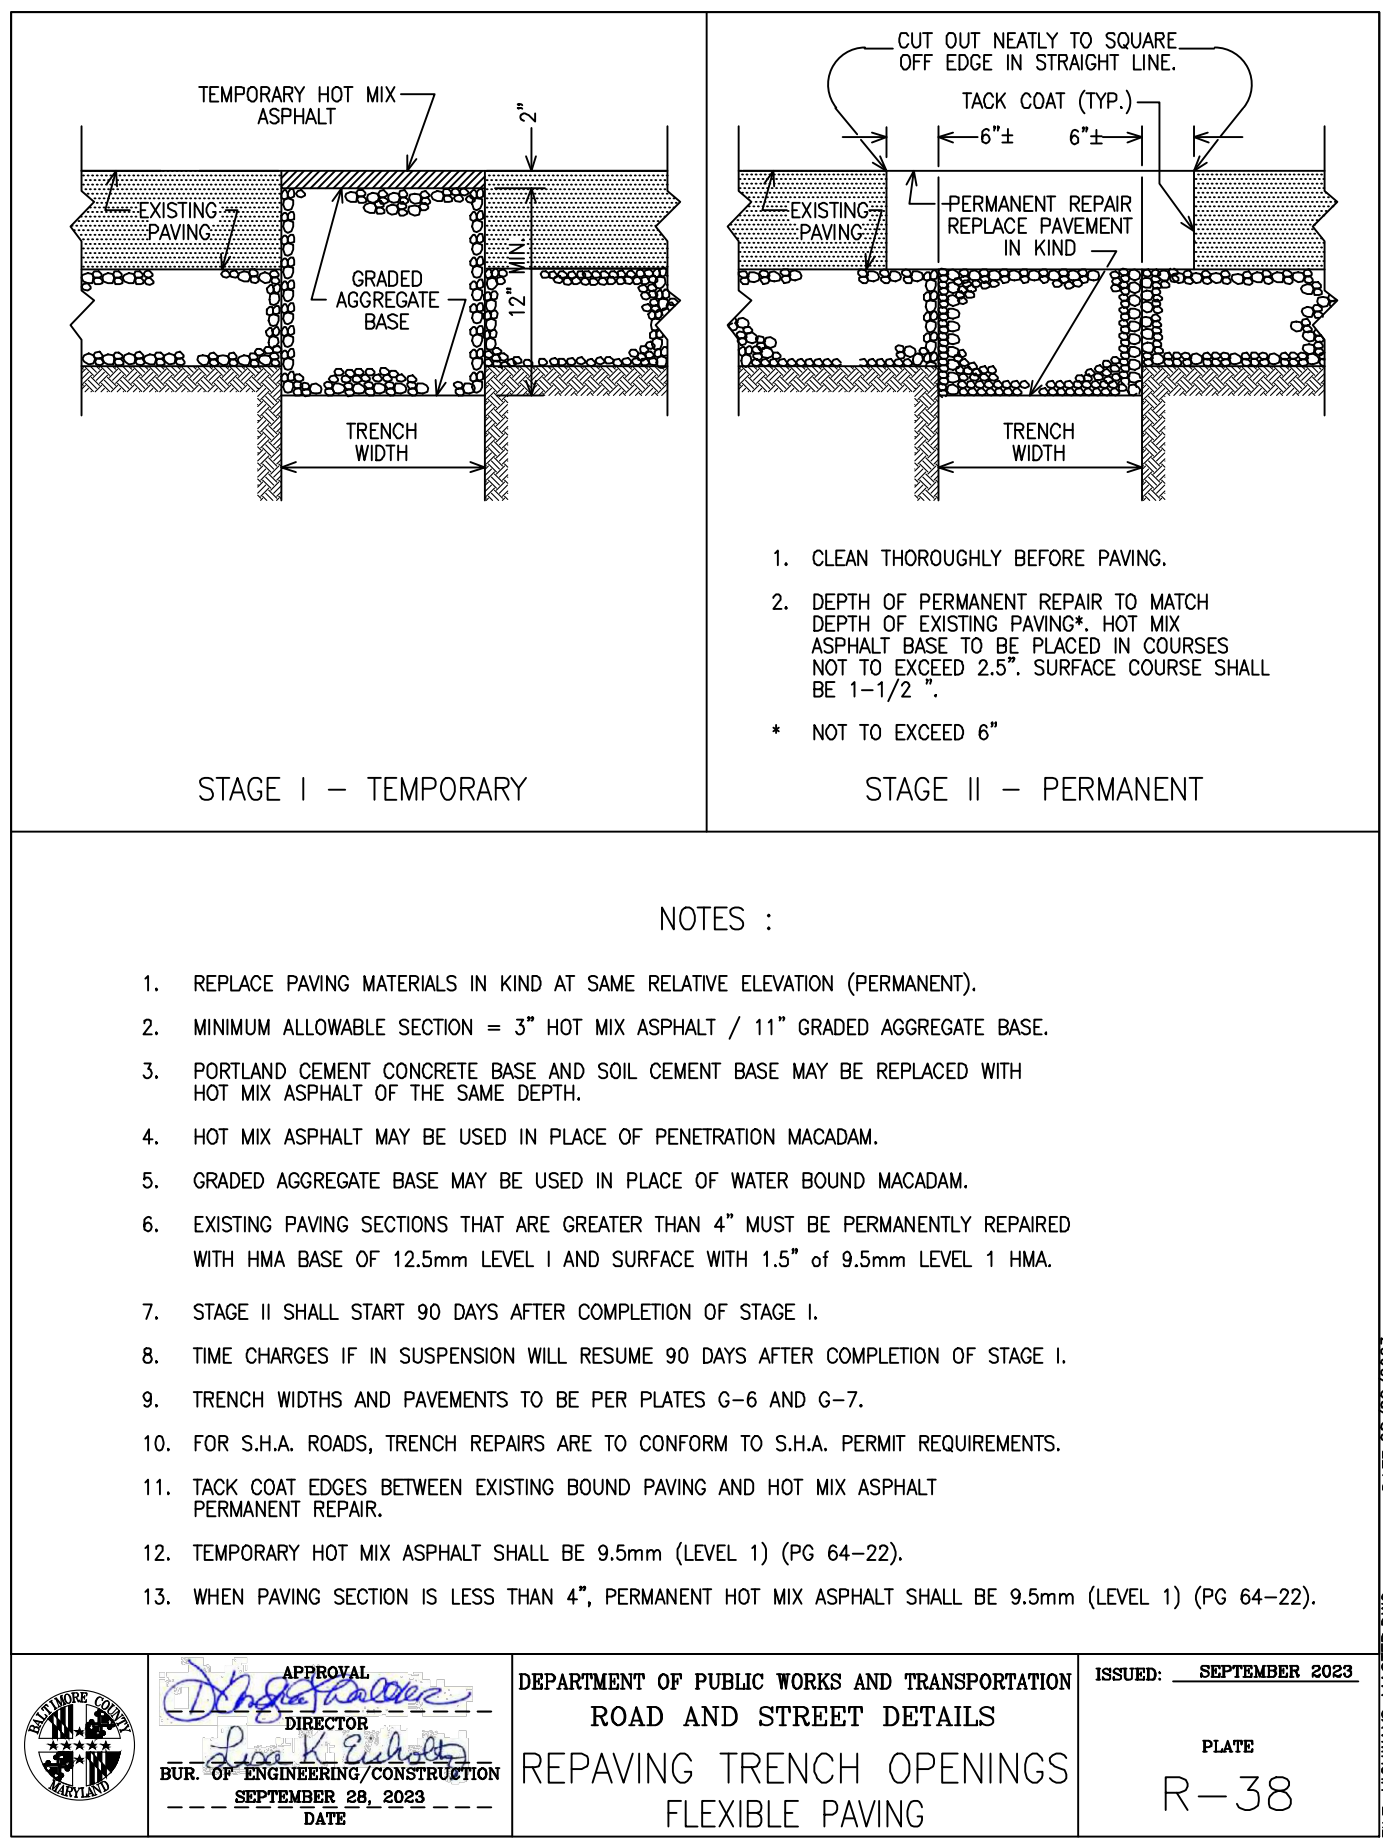 TEMPORARY HOT MIX
ASPHALT
2"
EXISTING
PAVING
GRADED
AGGREGATE
BASE
12" MIN.
TRENCH
WIDTH
STAGE I – TEMPORARY
CUT OUT NEATLY TO SQUARE
OFF EDGE IN STRAIGHT LINE.
TACK COAT (TYP.)
6"±
6"±
EXISTING
PAVING
PERMANENT REPAIR
REPLACE PAVEMENT
IN KIND
TRENCH
WIDTH
1. CLEAN THOROUGHLY BEFORE PAVING.
2. DEPTH OF PERMANENT REPAIR TO MATCH
DEPTH OF EXISTING PAVING*. HOT MIX
ASPHALT BASE TO BE PLACED IN COURSES
NOT TO EXCEED 2.5". SURFACE COURSE SHALL
BE 1-1/2 ".
* NOT TO EXCEED 6"
STAGE II – PERMANENT
NOTES :
1. REPLACE PAVING MATERIALS IN KIND AT SAME RELATIVE ELEVATION (PERMANENT).
2. MINIMUM ALLOWABLE SECTION = 3" HOT MIX ASPHALT / 11" GRADED AGGREGATE BASE.
3. PORTLAND CEMENT CONCRETE BASE AND SOIL CEMENT BASE MAY BE REPLACED WITH
HOT MIX ASPHALT OF THE SAME DEPTH.
4. HOT MIX ASPHALT MAY BE USED IN PLACE OF PENETRATION MACADAM.
5. GRADED AGGREGATE BASE MAY BE USED IN PLACE OF WATER BOUND MACADAM.
6. EXISTING PAVING SECTIONS THAT ARE GREATER THAN 4" MUST BE PERMANENTLY REPAIRED
WITH HMA BASE OF 12.5mm LEVEL I AND SURFACE WITH 1.5" of 9.5mm LEVEL 1 HMA.
7. STAGE II SHALL START 90 DAYS AFTER COMPLETION OF STAGE I.
8. TIME CHARGES IF IN SUSPENSION WILL RESUME 90 DAYS AFTER COMPLETION OF STAGE I.
9. TRENCH WIDTHS AND PAVEMENTS TO BE PER PLATES G-6 AND G-7.
10. FOR S.H.A. ROADS, TRENCH REPAIRS ARE TO CONFORM TO S.H.A. PERMIT REQUIREMENTS.
11. TACK COAT EDGES BETWEEN EXISTING BOUND PAVING AND HOT MIX ASPHALT
PERMANENT REPAIR.
12. TEMPORARY HOT MIX ASPHALT SHALL BE 9.5mm (LEVEL 1) (PG 64-22).
13. WHEN PAVING SECTION IS LESS THAN 4", PERMANENT HOT MIX ASPHALT SHALL BE 9.5mm (LEVEL 1) (PG 64-22).
BALTIMORE COUNTY
MARYLAND
APPROVAL
DIRECTOR
Lisa K
BUR. OF ENGINEERING/CONSTRUCTION
SEPTEMBER 28, 2023
DATE
DEPARTMENT OF PUBLIC WORKS AND TRANSPORTATION
ROAD AND STREET DETAILS
REPAVING TRENCH OPENINGS
FLEXIBLE PAVING
ISSUED: SEPTEMBER 2023
PLATE
R-38